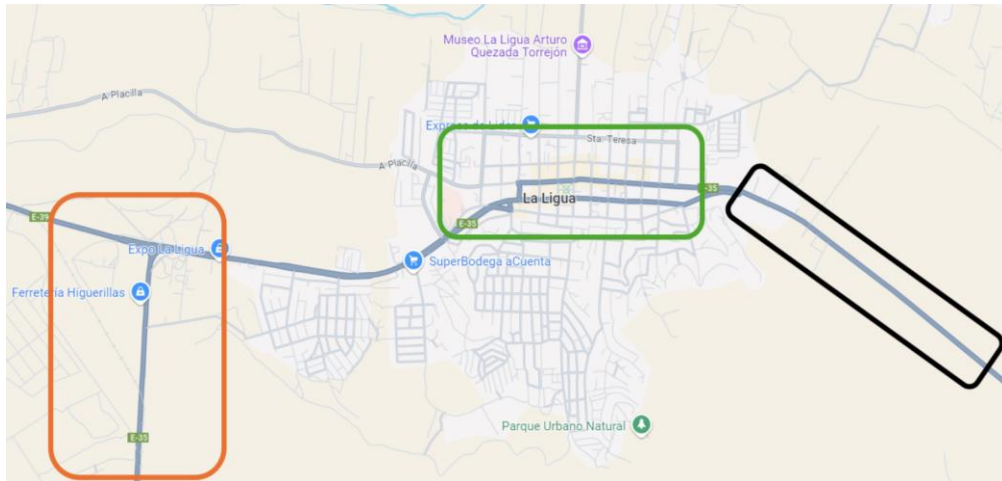 Museo La Ligua Arturo
Quezada Torrejón
A Placilla
Express de Lider
Sta. Teresa
A Placilla
E-35
La Ligua
E-35
E-39
Expo La Ligua
SuperBodega aCuenta
Ferretería Higuerillas
Parque Urbano Natural
E-35